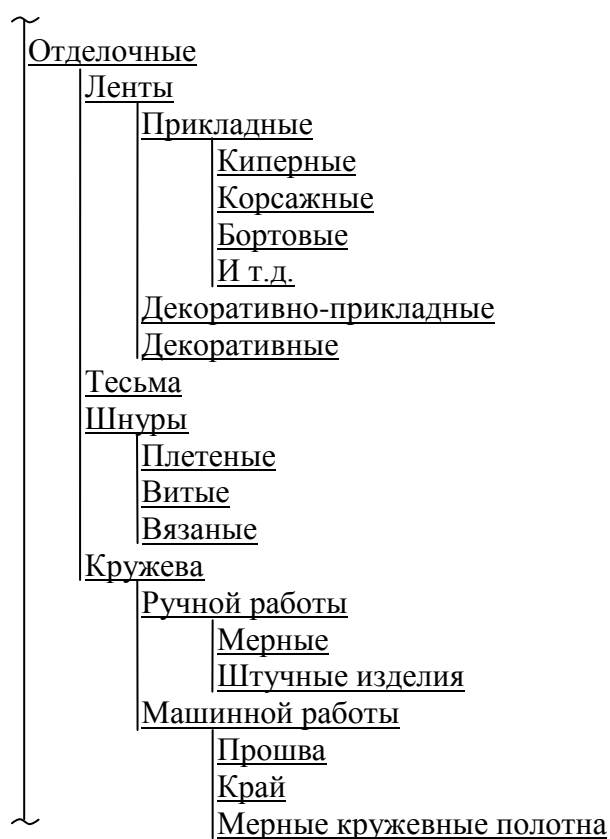 Отделочные
Ленты
Прикладные
Киперные
Корсажные
Бортовые
И т.д.
Декоративно-прикладные
Декоративные
Тесьма
Шнуры
Плетеные
Витые
Вязаные
Кружева
Ручной работы
Мерные
Штучные изделия
Машинной работы
Прошва
Край
Мерные кружевные полотна